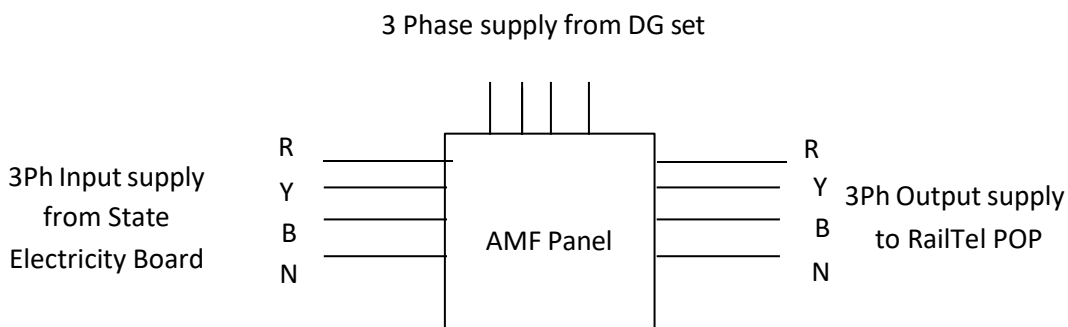 3 Phase supply from DG set
3Ph Input supply
from State
Electricity Board
R
Y
B
N
AMF Panel
R
Y
B
N
3Ph Output supply
to RailTel POP